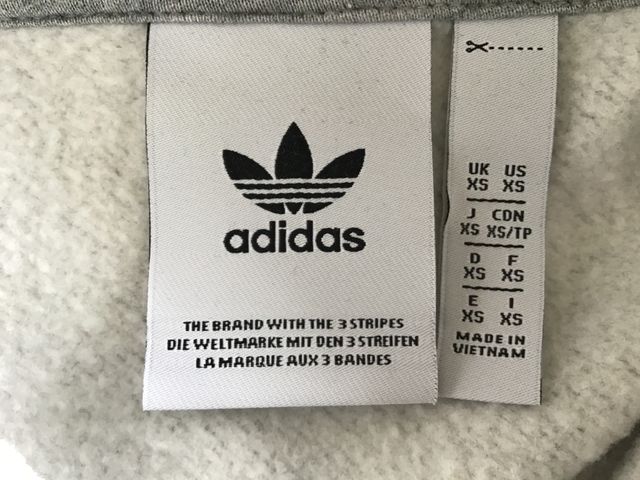 adidas
THE BRAND WITH THE 3 STRIPES
DIE WELTMARKE MIT DEN 3 STREIFEN
LA MARQUE AUX 3 BANDES
UK US
XS XS
J CDN
XS XS/TP
D F
XS XS
E I
XS XS
MADE IN
VIETNAM